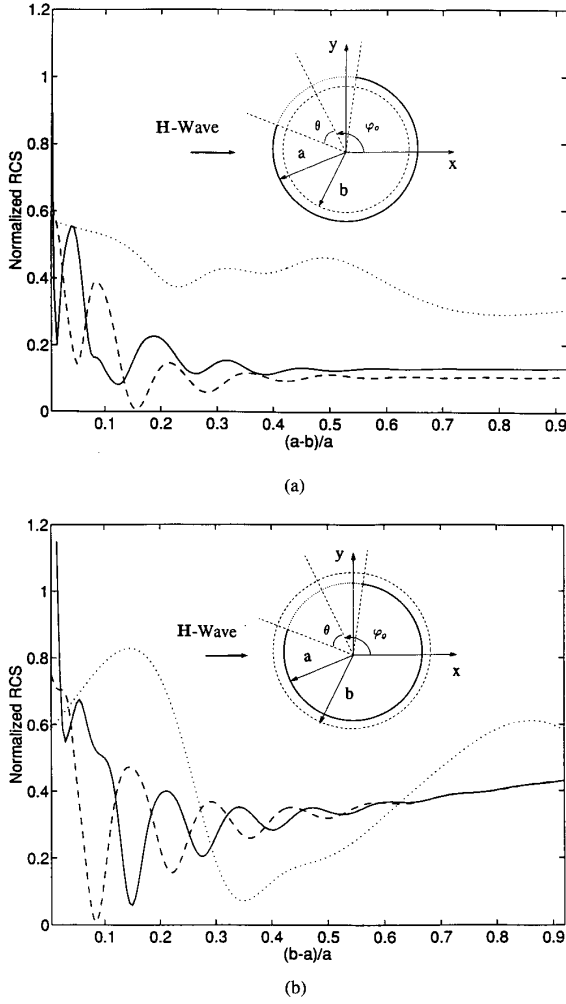 1.2
1
0.8
0.6
0.4
0.2
0
Normalized RCS
H-Wave
y
θ
φₒ
a
b
x
0.1 0.2 0.3 0.4 0.5 0.6 0.7 0.8 0.9
(a-b)/a
(a)
1.2
1
0.8
0.6
0.4
0.2
0
Normalized RCS
H-Wave
y
θ
φₒ
a
b
x
0.1 0.2 0.3 0.4 0.5 0.6 0.7 0.8 0.9
(b-a)/a
(b)